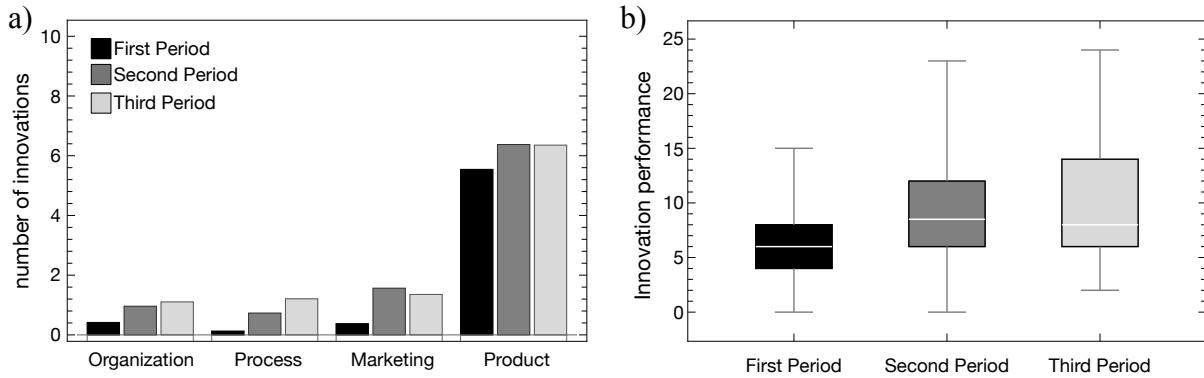 a)
number of innovations
10
8
6
4
2
0
First Period
Second Period
Third Period
Organization Process Marketing Product
b)
Innovation performance
25
20
15
10
5
0
First Period Second Period Third Period